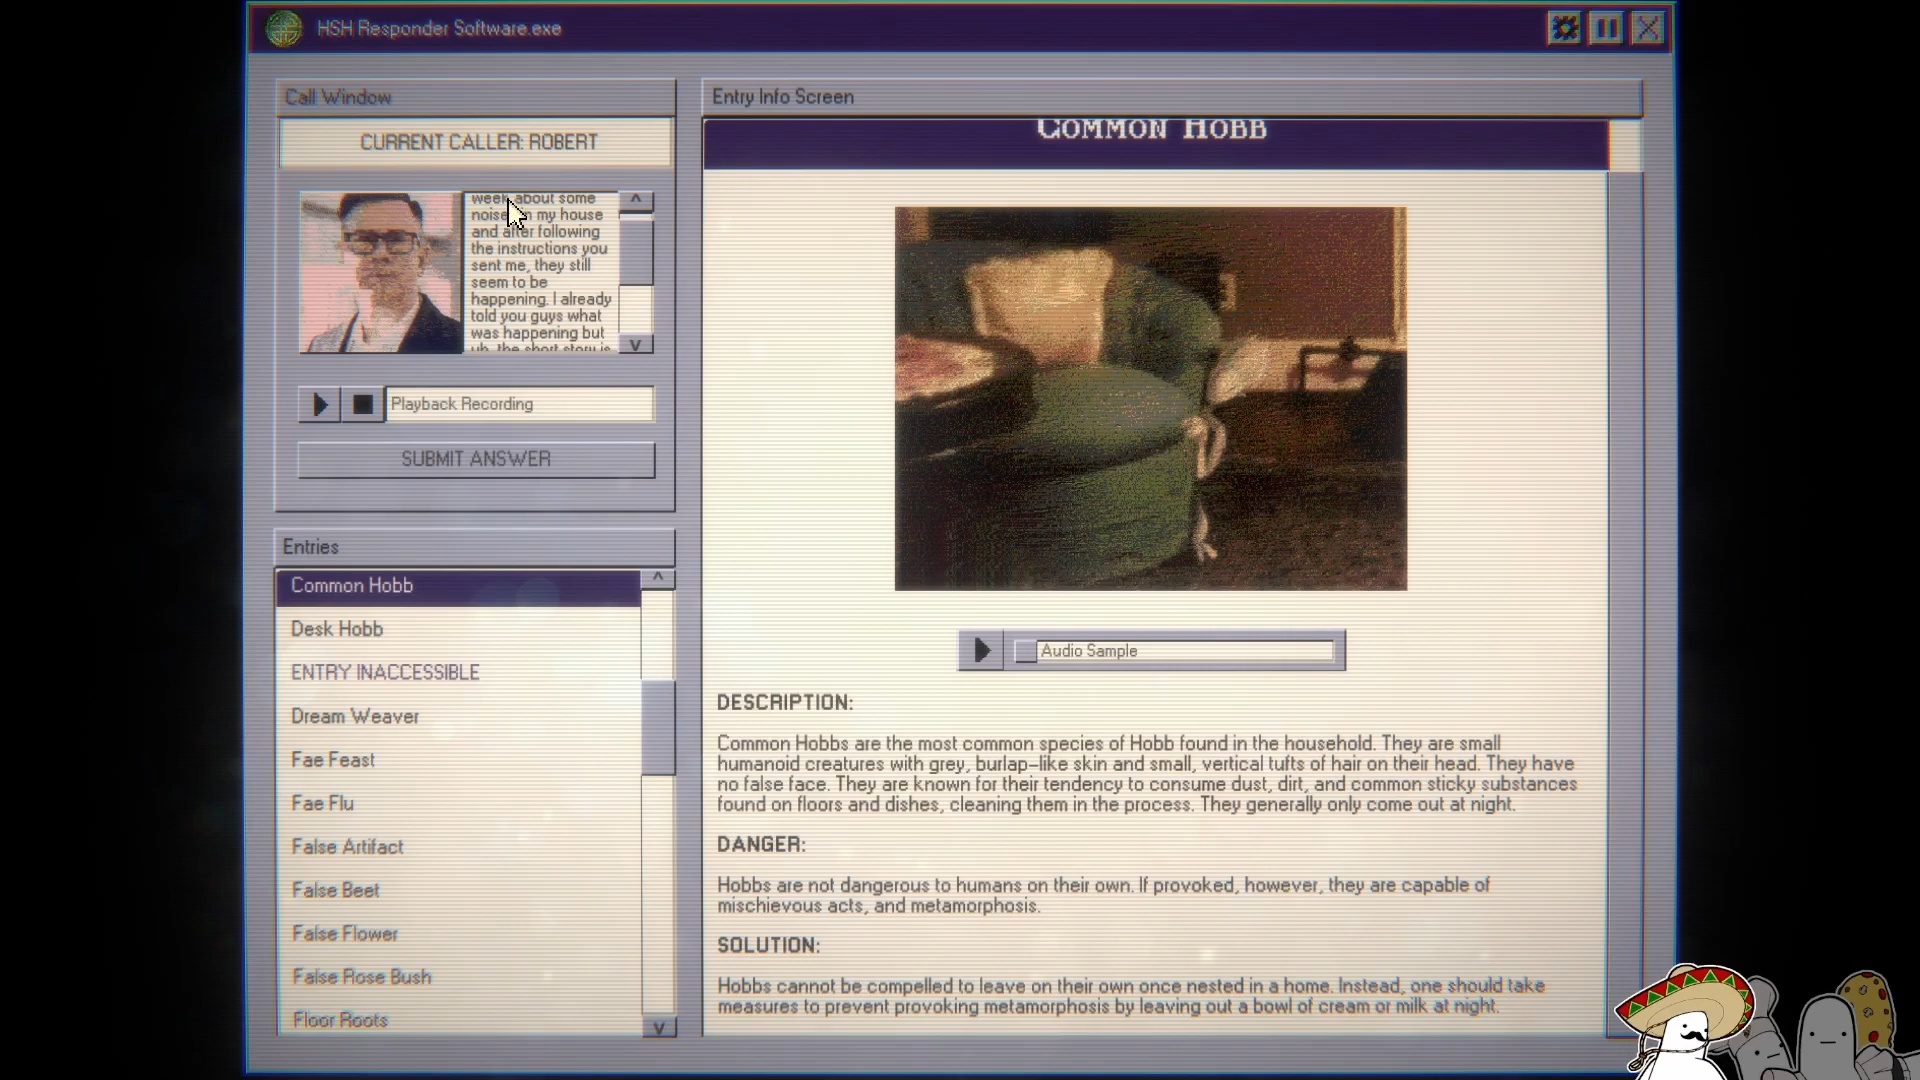 HSH Responder Software.exe
Call Window
CURRENT CALLER: ROBERT
week about some
noise in my house
and after following
the instructions you
sent me, they still
seem to be
happening. I already
told you guys what
was happening but
uh, the short story is
Playback Recording
SUBMIT ANSWER
Entries
Common Hobb
Desk Hobb
ENTRY INACCESSIBLE
Dream Weaver
Fae Feast
Fae Flu
False Artifact
False Beet
False Flower
False Rose Bush
Floor Roots
Entry Info Screen
COMMON HOBB
Audio Sample
DESCRIPTION:
Common Hobbs are the most common species of Hobb found in the household. They are small
humanoid creatures with grey, burlap-like skin and small, vertical tufts of hair on their head. They have
no false face. They are known for their tendency to consume dust, dirt, and common sticky substances
found on floors and dishes, cleaning them in the process. They generally only come out at night.
DANGER:
Hobbs are not dangerous to humans on their own. If provoked, however, they are capable of
mischievous acts, and metamorphosis.
SOLUTION:
Hobbs cannot be compelled to leave on their own once nested in a home. Instead, one should take
measures to prevent provoking metamorphosis by leaving out a bowl of cream or milk at night.